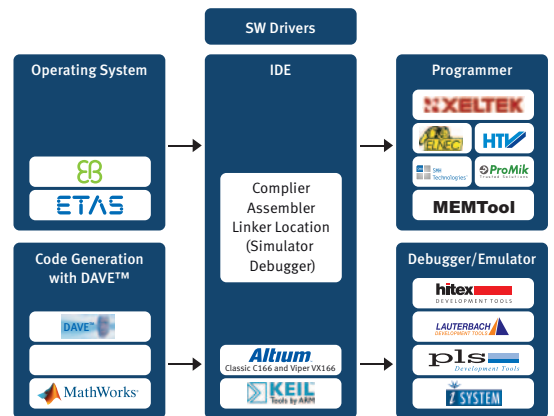 SW Drivers
Operating System
EB
ETAS
IDE
Complier
Assembler
Linker Location
(Simulator
Debugger)
Programmer
XELTEK
ELNEC
HTV
SMH
Technologies
ProMik
Trusted Solutions
MEMTool
Code Generation
with DAVE™
DAVE™
MathWorks®
Altium
Classic C166 and Viper VX166
KEIL
Tools by ARM
Debugger/Emulator
hitex
DEVELOPMENT TOOLS
LAUTERBACH
DEVELOPMENT TOOLS
pls
Development Tools
i SYSTEM